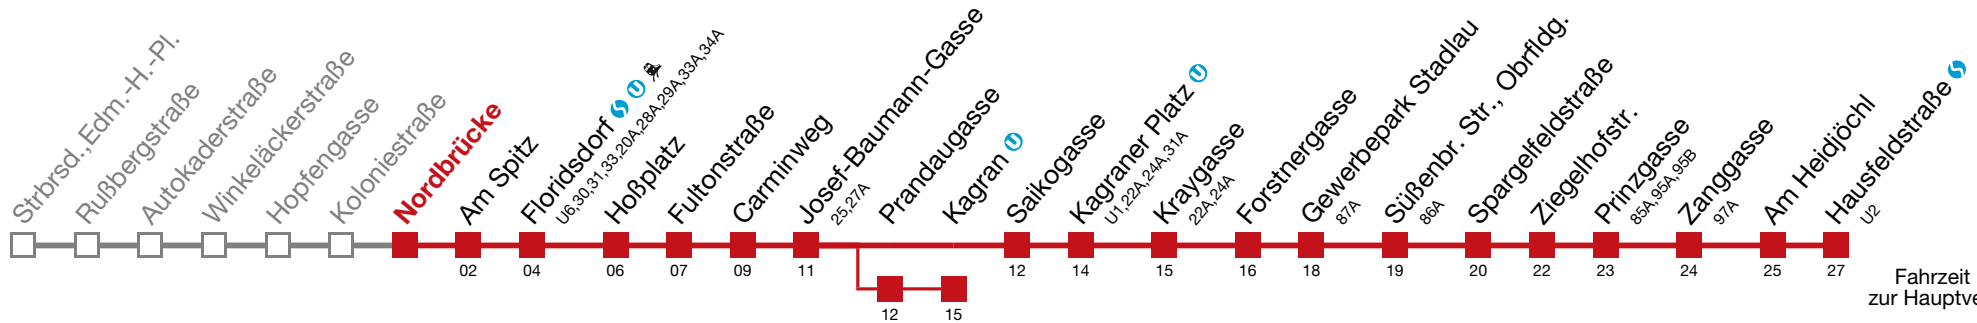 Strbrsd., Edm.-H.-Pl.
Rußbergstraße
Autokaderstraße
Winkeläckerstraße
Hopfengasse
Koloniestraße
Nordbrücke
Am Spitz
02
Floridsdorf S U
U6,30,31,33,20A,28A,29A,33A,34A
04
Hoßplatz
06
Fultonstraße
07
Carminweg
09
Josef-Baumann-Gasse
25,27A
11
Prandaugasse
12
Kagran U
15
Saikogasse
12
Kagraner Platz U
U1,22A,24A,31A
14
Kraygasse
22A,24A
15
Forstnergasse
16
Gewerbepark Stadlau
87A
18
Süßenbr. Str., Obrfldg.
86A
19
Spargelfeldstraße
20
Ziegelhofstr.
22
Prinzgasse
85A,95A,95B
23
Zanggasse
97A
24
Am Heidjöchl
25
Hausfeldstraße S
U2
27
Fahrzeit
zur Hauptve